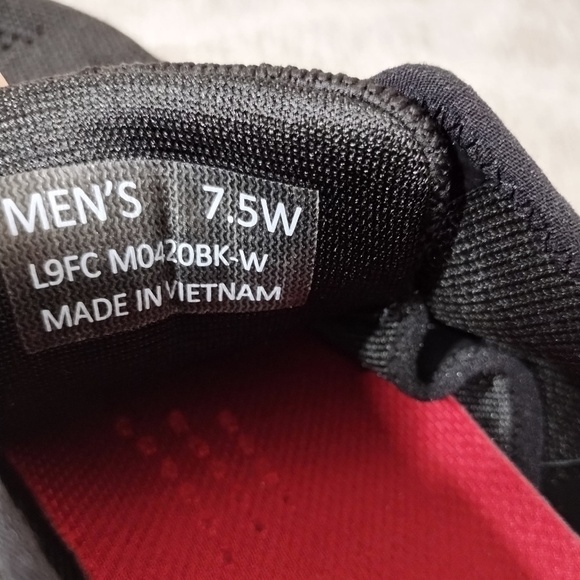 MEN'S 7.5W
L9FC M0420BK-W
MADE IN VIETNAM